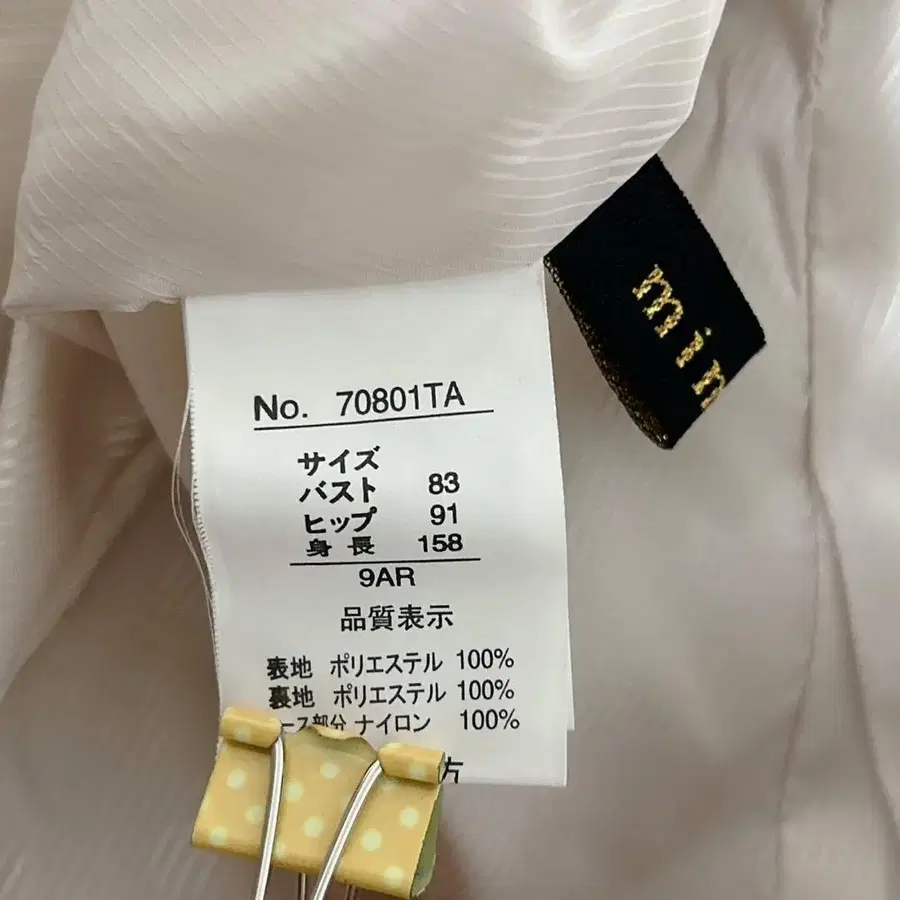 No. 70801TA
サイズ
バスト 83
ヒップ 91
身長 158
9AR
品質表示
表地 ポリエステル 100%
裏地 ポリエステル 100%
ース部分 ナイロン 100%
方
min